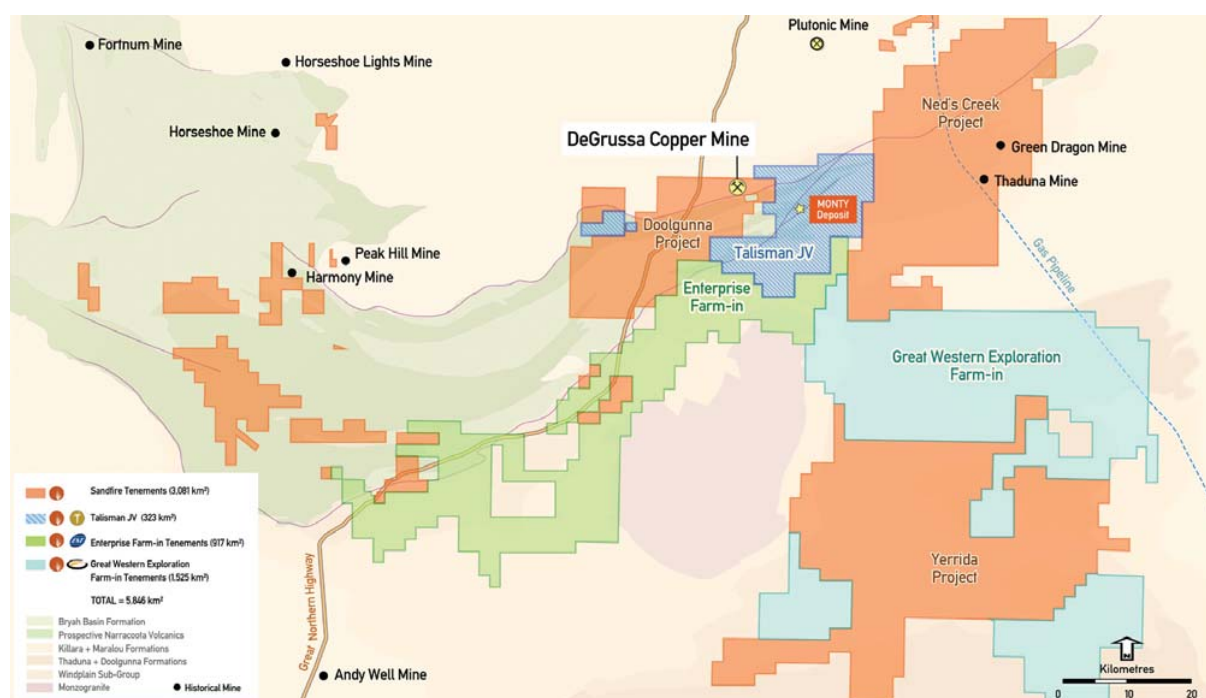 Plutonic Mine
Fortnum Mine
Horseshoe Lights Mine
Ned's Creek
Project
Horseshoe Mine
DeGrussa Copper Mine
Green Dragon Mine
Thaduna Mine
MONTY
Deposit
Doolgunna
Project
Talisman JV
Peak Hill Mine
Harmony Mine
Gas Pipeline
Enterprise
Farm-in
Great Western Exploration
Farm-in
Sandfire Tenements (3,081 km²)
Talisman JV (323 km²)
Enterprise Farm-in Tenements (917 km²)
Great Western Exploration
Farm-in Tenements (1,525 km²)
TOTAL = 5,846 km²
Bryah Basin Formation
Prospective Narracoota Volcanics
Killara + Maralou Formations
Thaduna + Doolgunna Formations
Windplain Sub-Group
Monzogranite
Historical Mine
Great Northern Highway
Andy Well Mine
Yerrida
Project
N
Kilometres
0 10 20